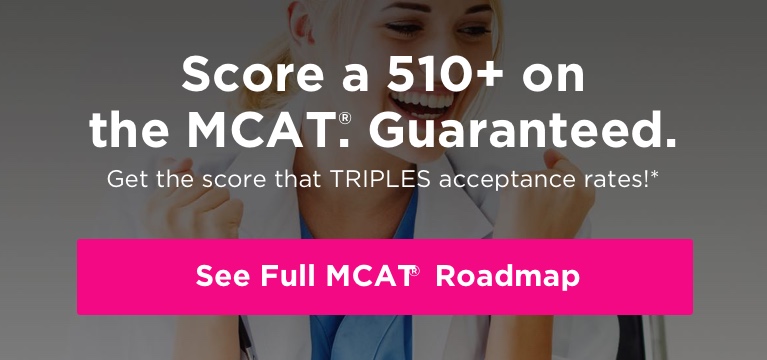 Score a 510+ on
the MCAT®. Guaranteed.
Get the score that TRIPLES acceptance rates!*
See Full MCAT® Roadmap